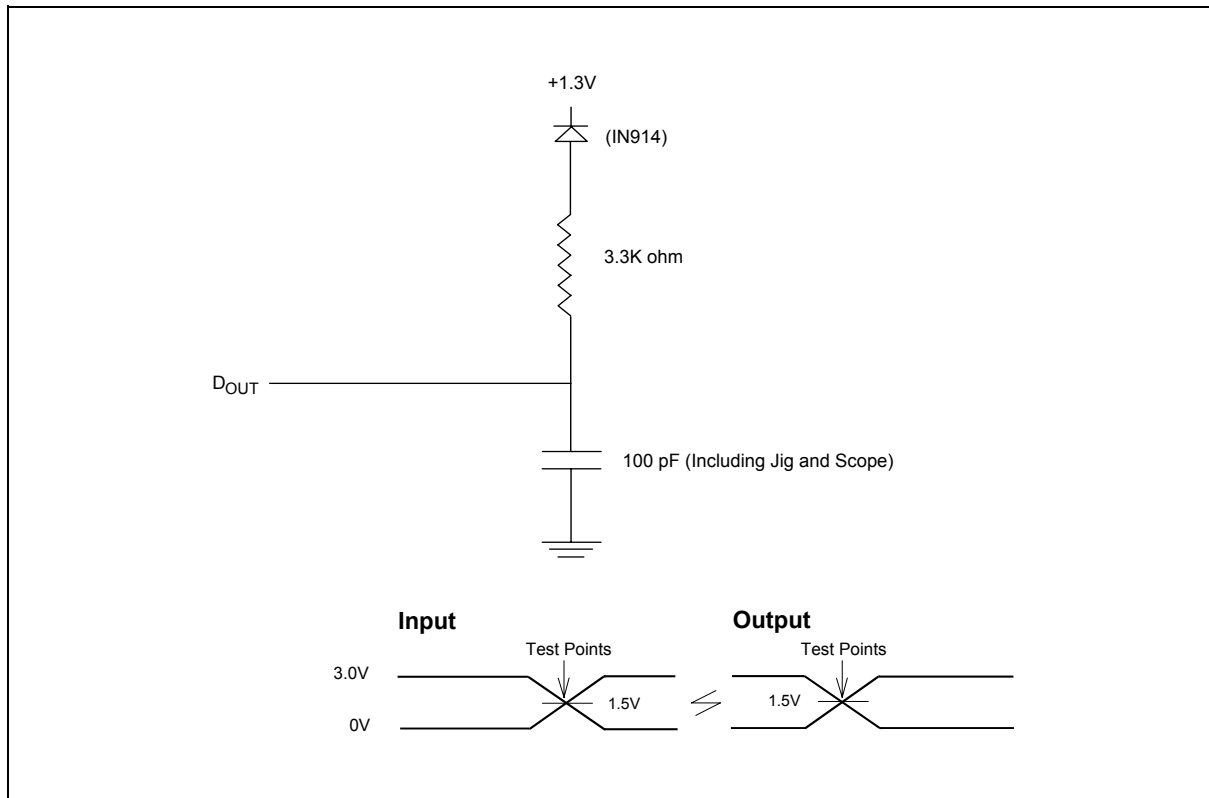 +1.3V
(IN914)
3.3K ohm
DOUT
100 pF (Including Jig and Scope)
Input
Output
Test Points
Test Points
3.0V
1.5V
1.5V
0V